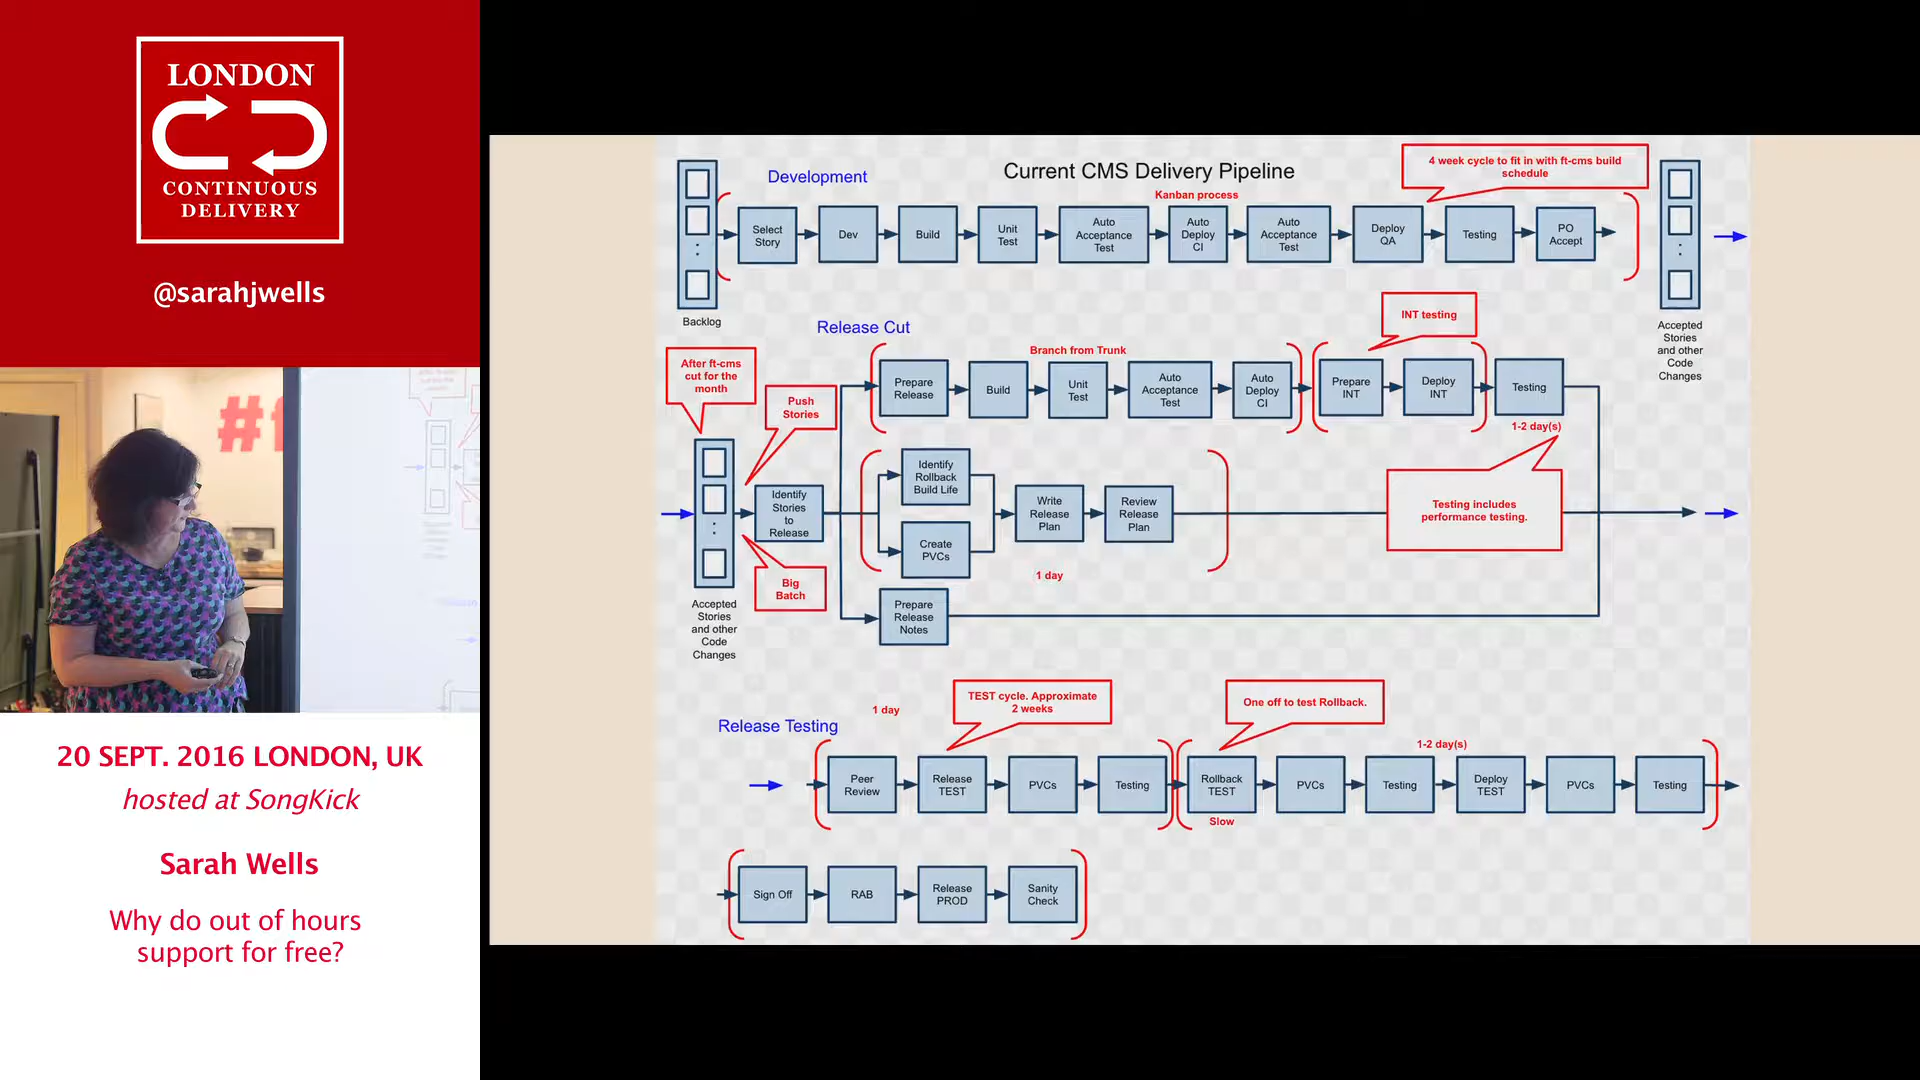 LONDON
CONTINUOUS
DELIVERY
@sarahjwells
#f
20 SEPT. 2016 LONDON, UK
hosted at SongKick
Sarah Wells
Why do out of hours
support for free?
Current CMS Delivery Pipeline
Development
Kanban process
4 week cycle to fit in with ft-cms build
schedule
Backlog
Select
Story
Dev
Build
Unit
Test
Auto
Acceptance
Test
Auto
Deploy
CI
Auto
Acceptance
Test
Deploy
QA
Testing
PO
Accept
Accepted
Stories
and other
Code
Changes
Release Cut
After ft-cms
cut for the
month
Push
Stories
Big
Batch
Accepted
Stories
and other
Code
Changes
Identify
Stories
to
Release
Branch from Trunk
Prepare
Release
Build
Unit
Test
Auto
Acceptance
Test
Auto
Deploy
CI
INT testing
Prepare
INT
Deploy
INT
Testing
1-2 day(s)
Testing includes
performance testing.
Identify
Rollback
Build Life
Create
PVCs
Write
Release
Plan
Review
Release
Plan
1 day
Prepare
Release
Notes
Release Testing
1 day
TEST cycle. Approximate
2 weeks
One off to test Rollback.
1-2 day(s)
Peer
Review
Release
TEST
PVCs
Testing
Rollback
TEST
Slow
PVCs
Testing
Deploy
TEST
PVCs
Testing
Sign Off
RAB
Release
PROD
Sanity
Check